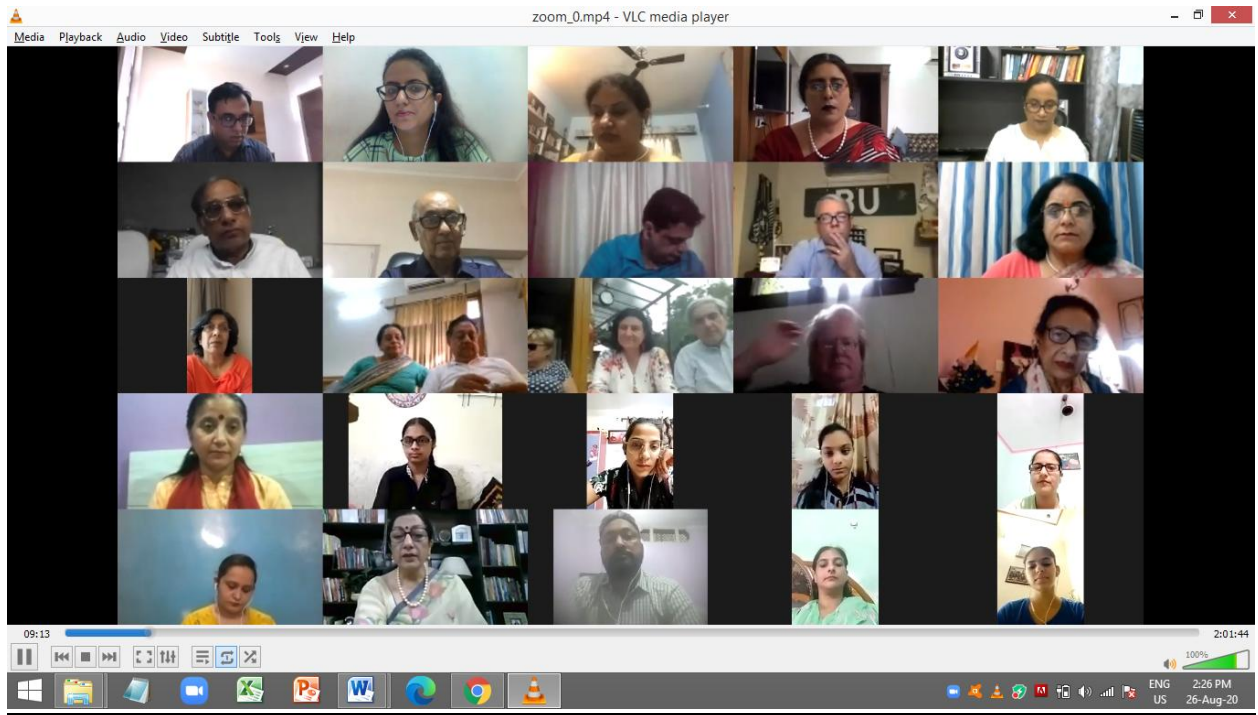 zoom_0.mp4 - VLC media player
Media Playback Audio Video Subtitle Tools View Help
BU
09:13
2:01:44
100%
ENG 2:26 PM
US 26-Aug-20